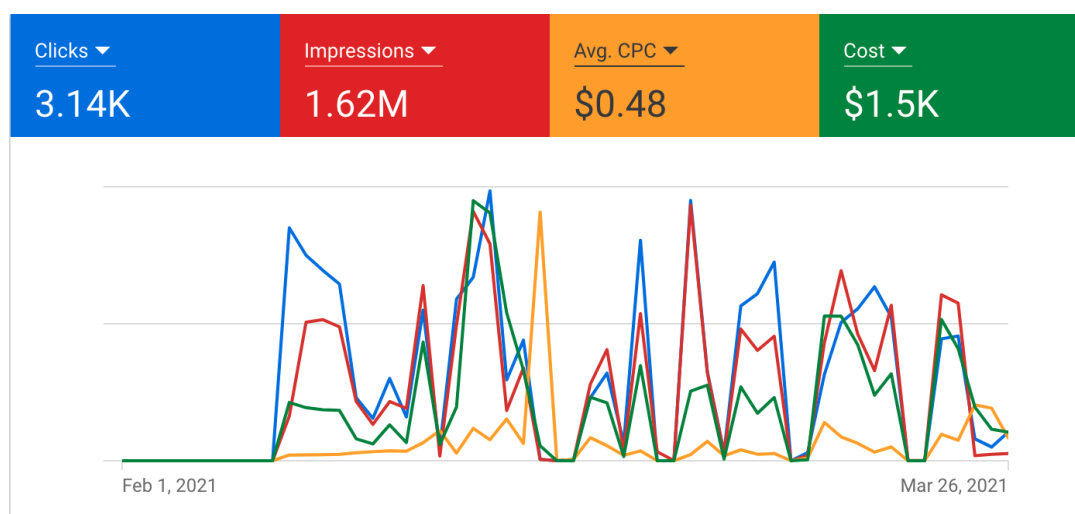 Clicks
3.14K
Impressions
1.62M
Avg. CPC
$0.48
Cost
$1.5K
Feb 1, 2021
Mar 26, 2021